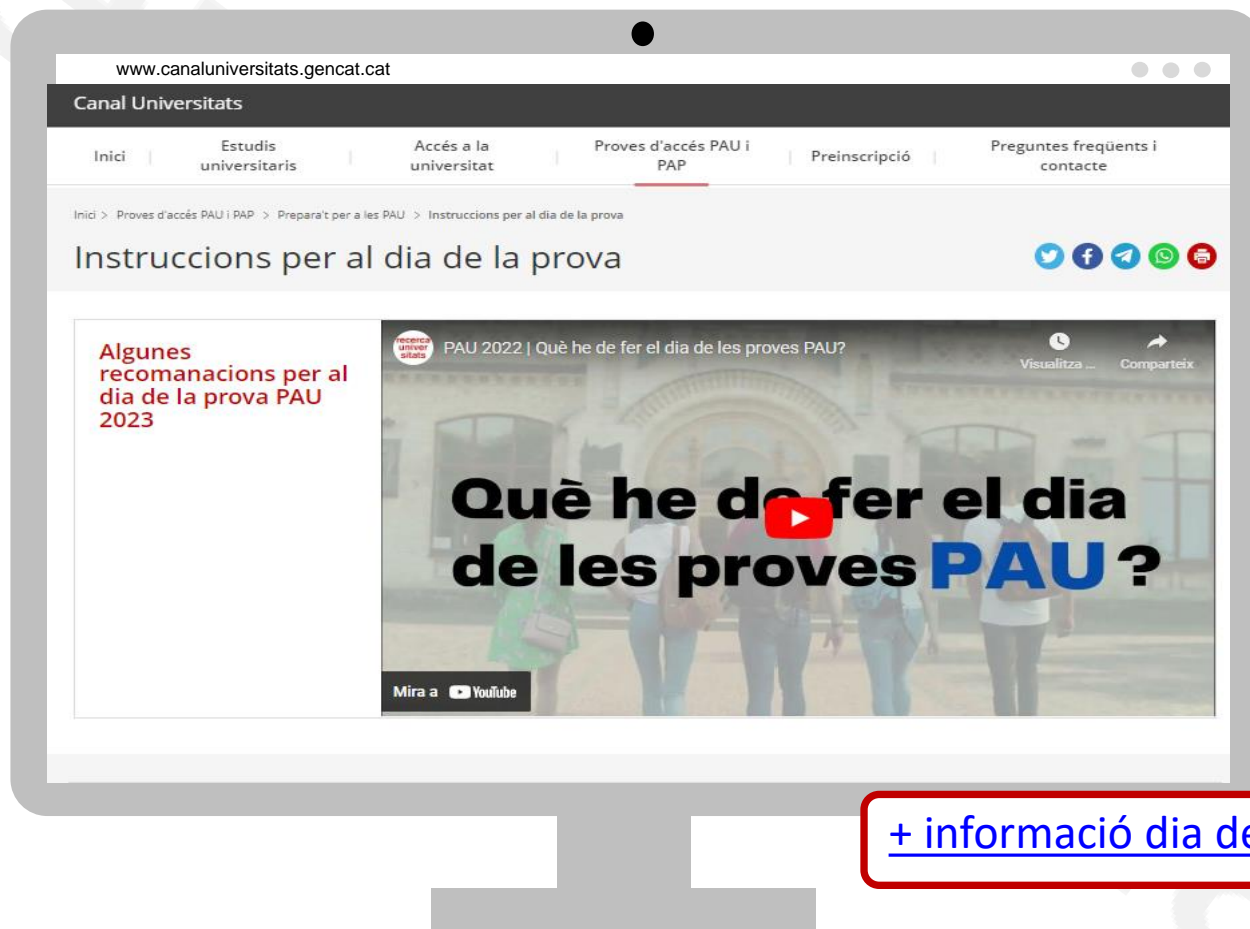 www.canaluniversitats.gencat.cat
Canal Universitats
Inici
Estudis
universitaris
Accés a la
universitat
Proves d'accés PAU i
PAP
Preinscripció
Preguntes freqüents i
contacte
Inici > Proves d'accés PAU i PAP > Prepara't per a les PAU > Instruccions per al dia de la prova
Instruccions per al dia de la prova
Algunes
recomanacions per al
dia de la prova PAU
2023
recerca
univer
sitats
PAU 2022 | Què he de fer el dia de les proves PAU?
Visualitza ...
Comparteix
Què he de fer el dia
de les proves PAU?
Mira a YouTube
+ informació dia de